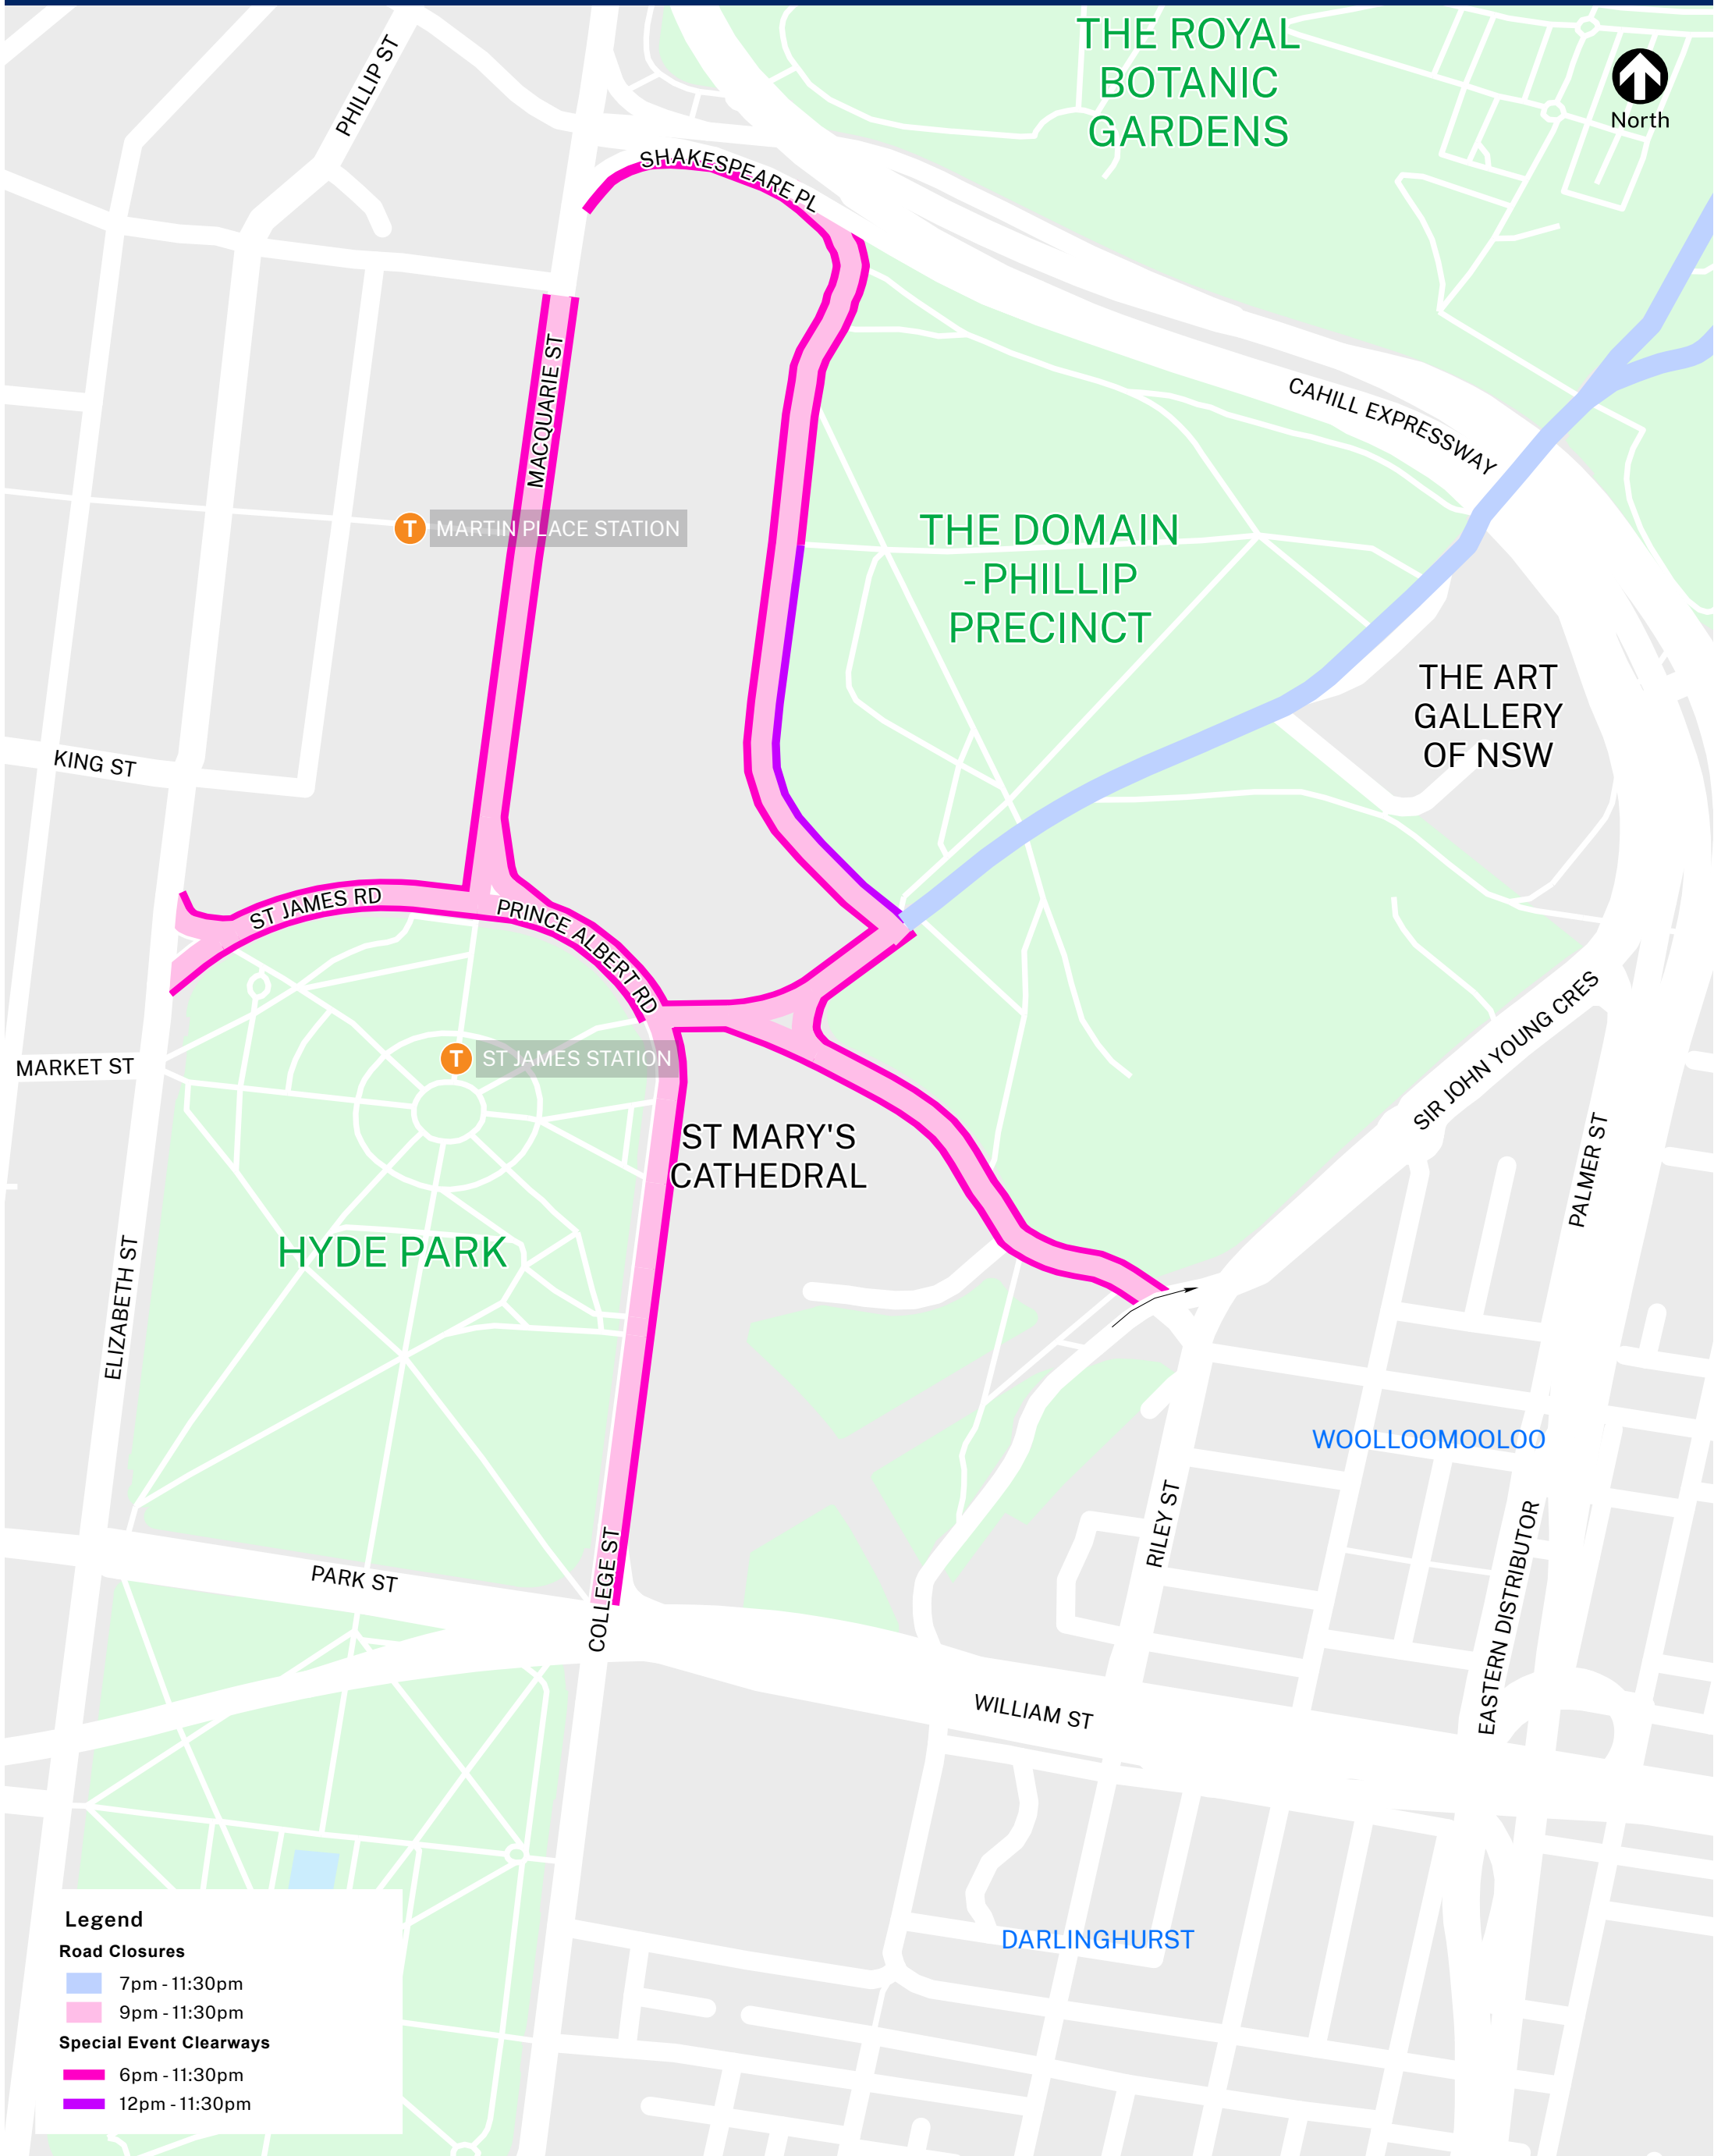 THE ROYAL
BOTANIC
GARDENS
North
PHILLIP ST
SHAKESPEARE PL
MACQUARIE ST
CAHILL EXPRESSWAY
T MARTIN PLACE STATION
THE DOMAIN
- PHILLIP
PRECINCT
THE ART
GALLERY
OF NSW
KING ST
ST JAMES RD
PRINCE ALBERT RD
SIR JOHN YOUNG CRES
MARKET ST
T ST JAMES STATION
ST MARY'S
CATHEDRAL
PALMER ST
HYDE PARK
ELIZABETH ST
WOOLLOOMOOLOO
RILEY ST
PARK ST
COLLEGE ST
EASTERN DISTRIBUTOR
WILLIAM ST
DARLINGHURST
Legend
Road Closures
7pm - 11:30pm
9pm - 11:30pm
Special Event Clearways
6pm - 11:30pm
12pm - 11:30pm